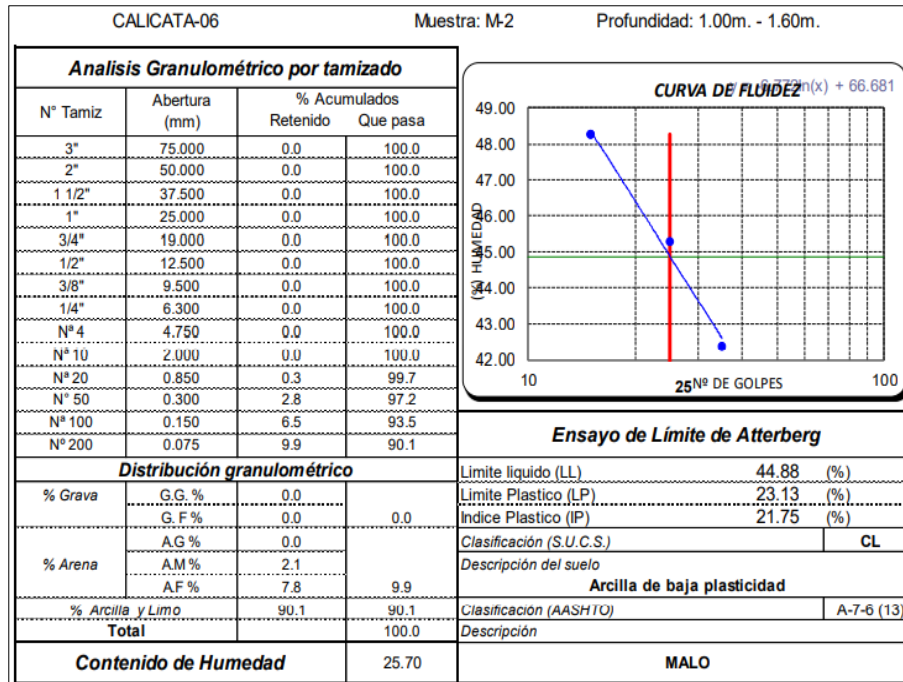 CALICATA-06 Muestra: M-2 Profundidad: 1.00m. - 1.60m.
Analisis Granulométrico por tamizado
N° Tamiz Abertura (mm) % Acumulados
Retenido Que pasa
3" 75.000 0.0 100.0
2" 50.000 0.0 100.0
1 1/2" 37.500 0.0 100.0
1" 25.000 0.0 100.0
3/4" 19.000 0.0 100.0
1/2" 12.500 0.0 100.0
3/8" 9.500 0.0 100.0
1/4" 6.300 0.0 100.0
Nª 4 4.750 0.0 100.0
Nª 10 2.000 0.0 100.0
Nª 20 0.850 0.3 99.7
N° 50 0.300 2.8 97.2
Nª 100 0.150 6.5 93.5
Nº 200 0.075 9.9 90.1
Distribución granulométrico
% Grava G.G. % 0.0
G. F % 0.0 0.0
% Arena A.G % 0.0
A.M % 2.1
A.F % 7.8 9.9
% Arcilla y Limo 90.1 90.1
Total 100.0
Contenido de Humedad 25.70
CURVA DE FLUIDEZ
ln(x) + 66.681
49.00
48.00
47.00
46.00
45.00
44.00
43.00
42.00
(%) HUMEDAD
10 25 Nº DE GOLPES 100
Ensayo de Límite de Atterberg
Limite liquido (LL) 44.88 (%)
Limite Plastico (LP) 23.13 (%)
Indice Plastico (IP) 21.75 (%)
Clasificación (S.U.C.S.) CL
Descripción del suelo
Arcilla de baja plasticidad
Clasificación (AASHTO) A-7-6 (13)
Descripción
MALO